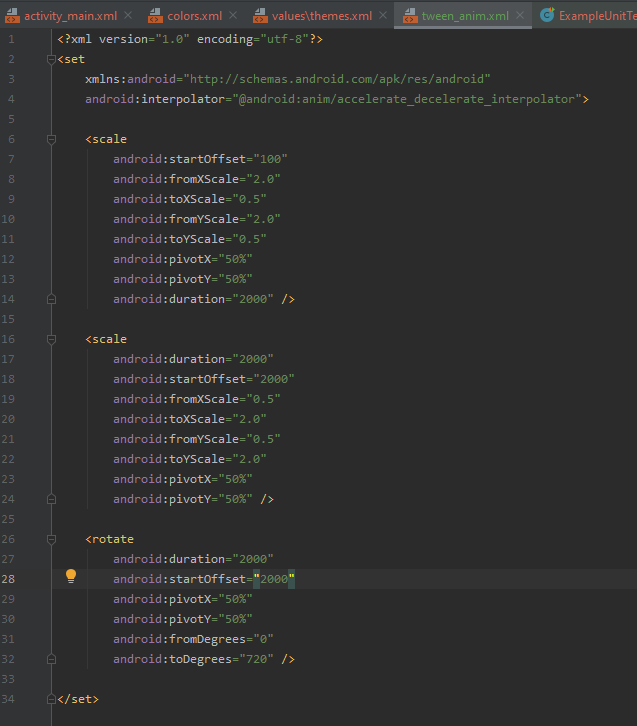 activity_main.xml colors.xml values\themes.xml tween_anim.xml ExampleUnitTe
1 <?xml version="1.0" encoding="utf-8"?>
2 <set
3 xmlns:android="http://schemas.android.com/apk/res/android"
4 android:interpolator="@android:anim/accelerate_decelerate_interpolator">
5
6 <scale
7 android:startOffset="100"
8 android:fromXScale="2.0"
9 android:toXScale="0.5"
10 android:fromYScale="2.0"
11 android:toYScale="0.5"
12 android:pivotX="50%"
13 android:pivotY="50%"
14 android:duration="2000" />
15
16 <scale
17 android:duration="2000"
18 android:startOffset="2000"
19 android:fromXScale="0.5"
20 android:toXScale="2.0"
21 android:fromYScale="0.5"
22 android:toYScale="2.0"
23 android:pivotX="50%"
24 android:pivotY="50%" />
25
26 <rotate
27 android:duration="2000"
28 android:startOffset="2000"
29 android:pivotX="50%"
30 android:pivotY="50%"
31 android:fromDegrees="0"
32 android:toDegrees="720" />
33
34 </set>